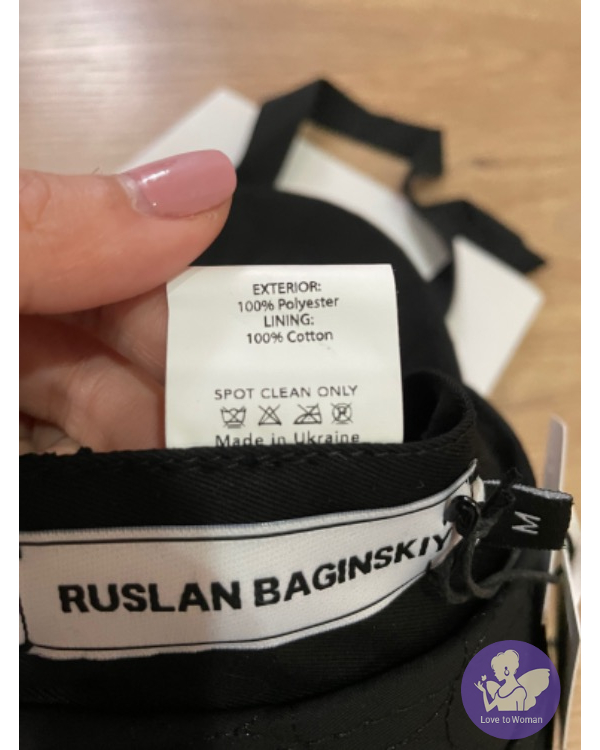 EXTERIOR:
100% Polyester
LINING:
100% Cotton
SPOT CLEAN ONLY
Made in Ukraine
RUSLAN BAGINSKIY
M
Love to Woman